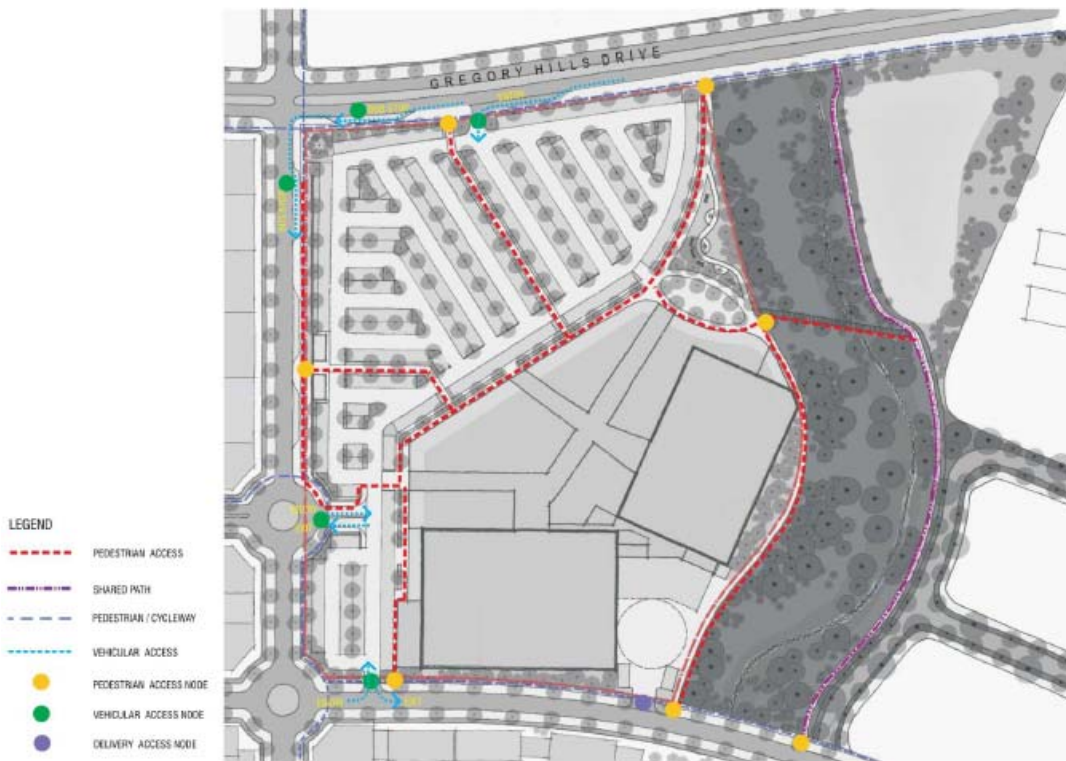 GREGORY HILLS DRIVE
LEGEND
PEDESTRIAN ACCESS
SHARED PATH
PEDESTRIAN / CYCLEWAY
VEHICULAR ACCESS
PEDESTRIAN ACCESS NODE
VEHICULAR ACCESS NODE
DELIVERY ACCESS NODE